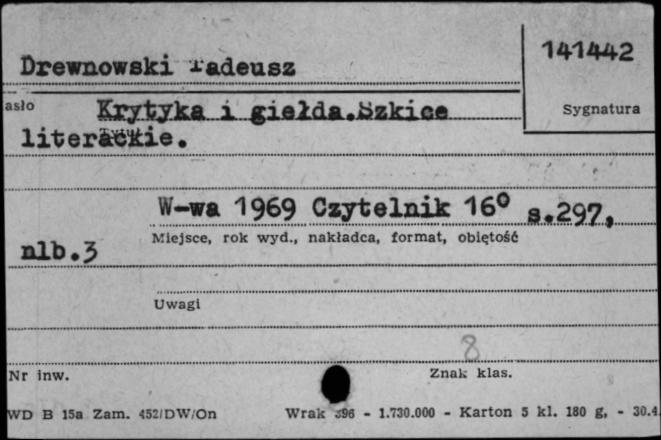 Drewnowski Tadeusz
141442
asło Krytyka i giełda.Szkice
Sygnatura
literackie.
W-wa 1969 Czytelnik 16° s.297,
Miejsce, rok wyd., nakładca, format, obiętość
nlb.3
Uwagi
8
Nr inw.
Znak klas.
WD B 15a Zam. 452/DW/On Wrak 396 - 1.730.000 - Karton 5 kl. 180 g, - 30.4.